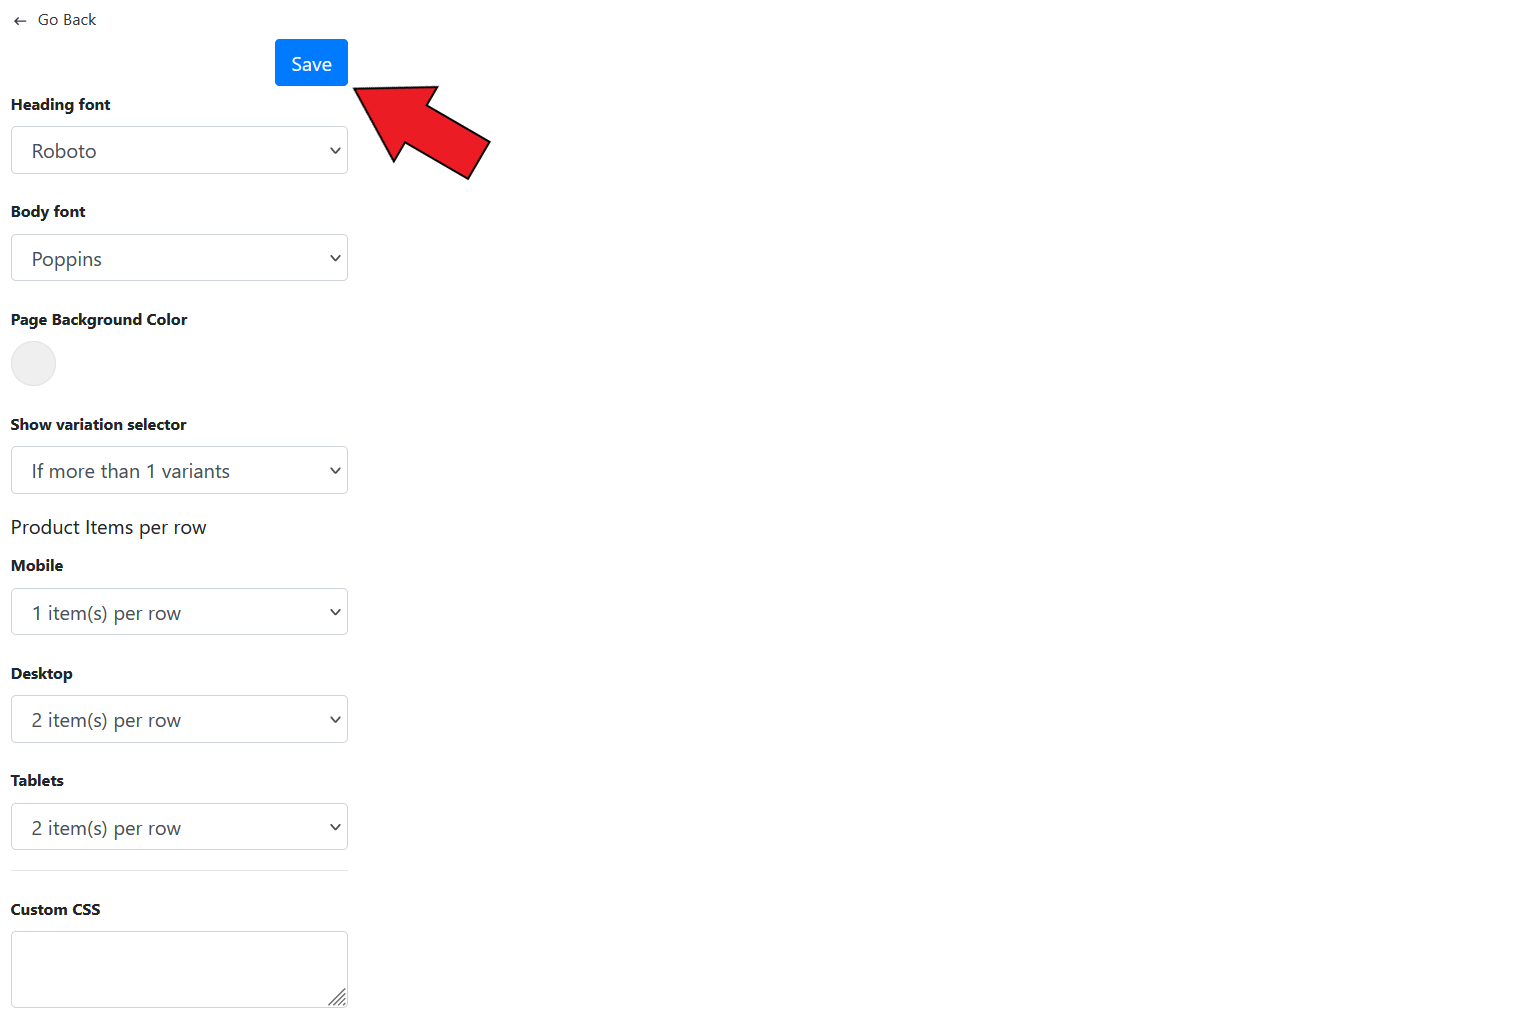 Go Back
Save
Heading font
Roboto
Body font
Poppins
Page Background Color
Show variation selector
If more than 1 variants
Product Items per row
Mobile
1 item(s) per row
Desktop
2 item(s) per row
Tablets
2 item(s) per row
Custom CSS